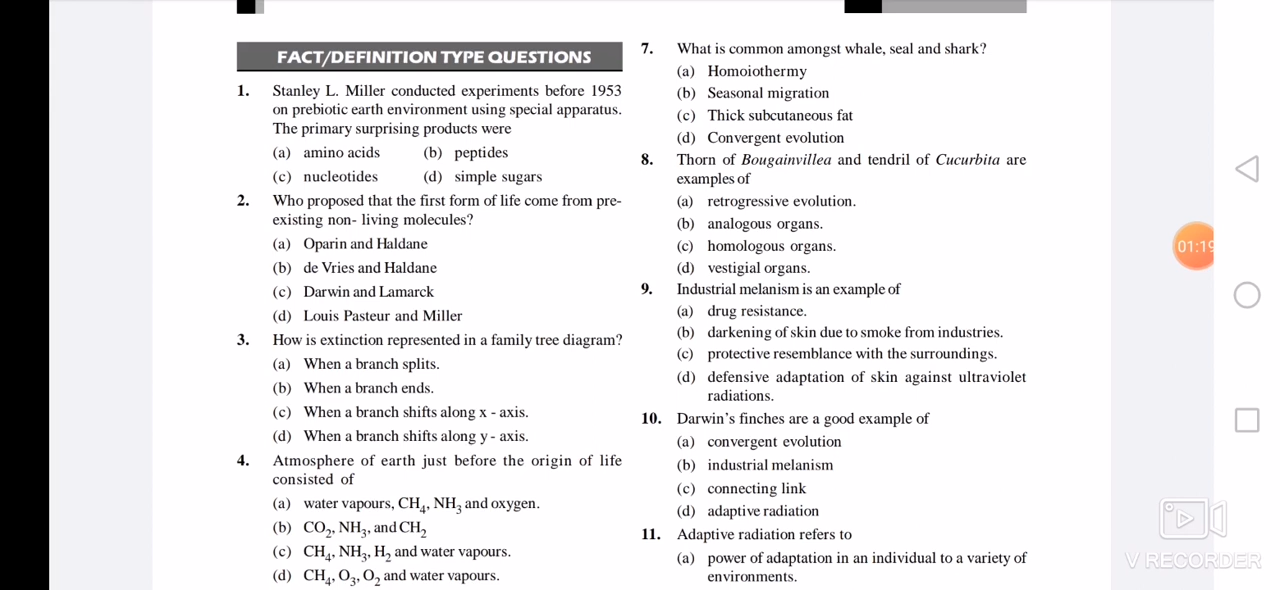 FACT/DEFINITION TYPE QUESTIONS
1. Stanley L. Miller conducted experiments before 1953
on prebiotic earth environment using special apparatus.
The primary surprising products were
(a) amino acids (b) peptides
(c) nucleotides (d) simple sugars
2. Who proposed that the first form of life come from pre-
existing non- living molecules?
(a) Oparin and Haldane
(b) de Vries and Haldane
(c) Darwin and Lamarck
(d) Louis Pasteur and Miller
3. How is extinction represented in a family tree diagram?
(a) When a branch splits.
(b) When a branch ends.
(c) When a branch shifts along x - axis.
(d) When a branch shifts along y - axis.
4. Atmosphere of earth just before the origin of life
consisted of
(a) water vapours, CH₄, NH₃ and oxygen.
(b) CO₂, NH₃, and CH₂
(c) CH₄, NH₃, H₂ and water vapours.
(d) CH₄, O₃, O₂ and water vapours.
7. What is common amongst whale, seal and shark?
(a) Homoiothermy
(b) Seasonal migration
(c) Thick subcutaneous fat
(d) Convergent evolution
8. Thorn of Bougainvillea and tendril of Cucurbita are
examples of
(a) retrogressive evolution.
(b) analogous organs.
(c) homologous organs.
(d) vestigial organs.
9. Industrial melanism is an example of
(a) drug resistance.
(b) darkening of skin due to smoke from industries.
(c) protective resemblance with the surroundings.
(d) defensive adaptation of skin against ultraviolet
radiations.
10. Darwin's finches are a good example of
(a) convergent evolution
(b) industrial melanism
(c) connecting link
(d) adaptive radiation
11. Adaptive radiation refers to
(a) power of adaptation in an individual to a variety of
environments.
01:19
V RECORDER